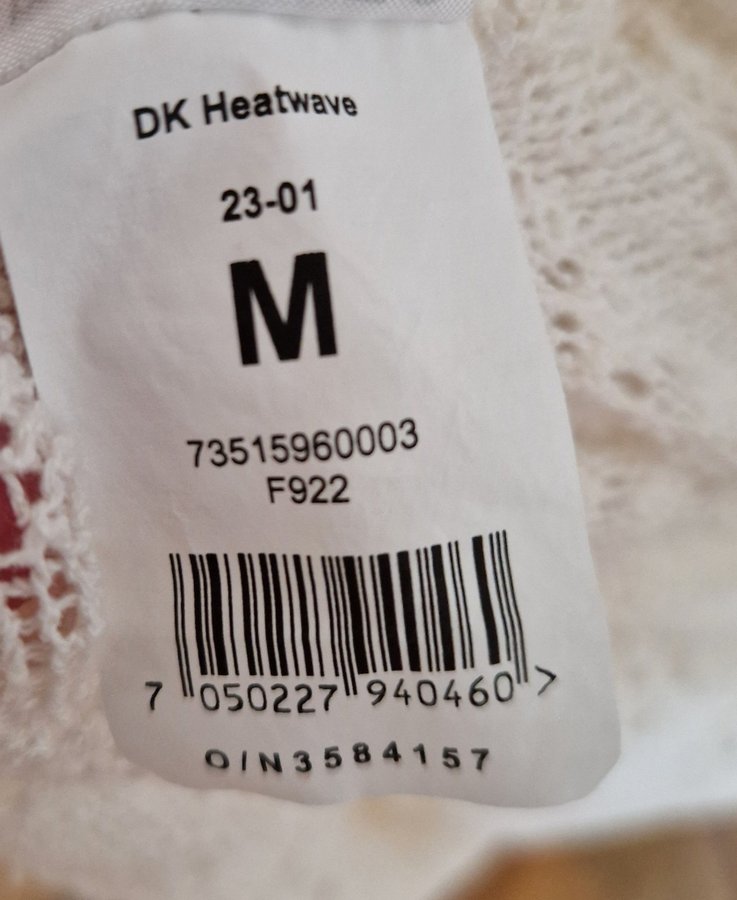 DK Heatwave
23-01
M
73515960003
F922
7 050227 940460 >
O/N3584157